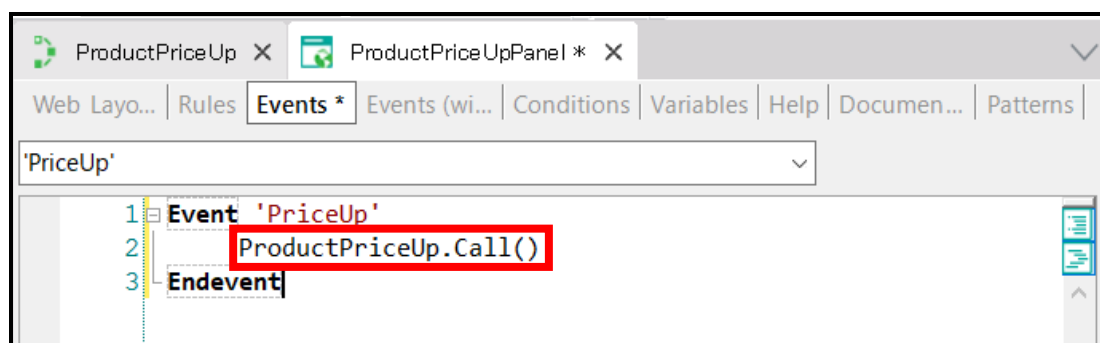 ProductPriceUp ProductPriceUpPanel *
Web Layo... Rules Events * Events (wi... Conditions Variables Help Documen... Patterns
'PriceUp'
1 Event 'PriceUp'
2 ProductPriceUp.Call()
3 Endevent